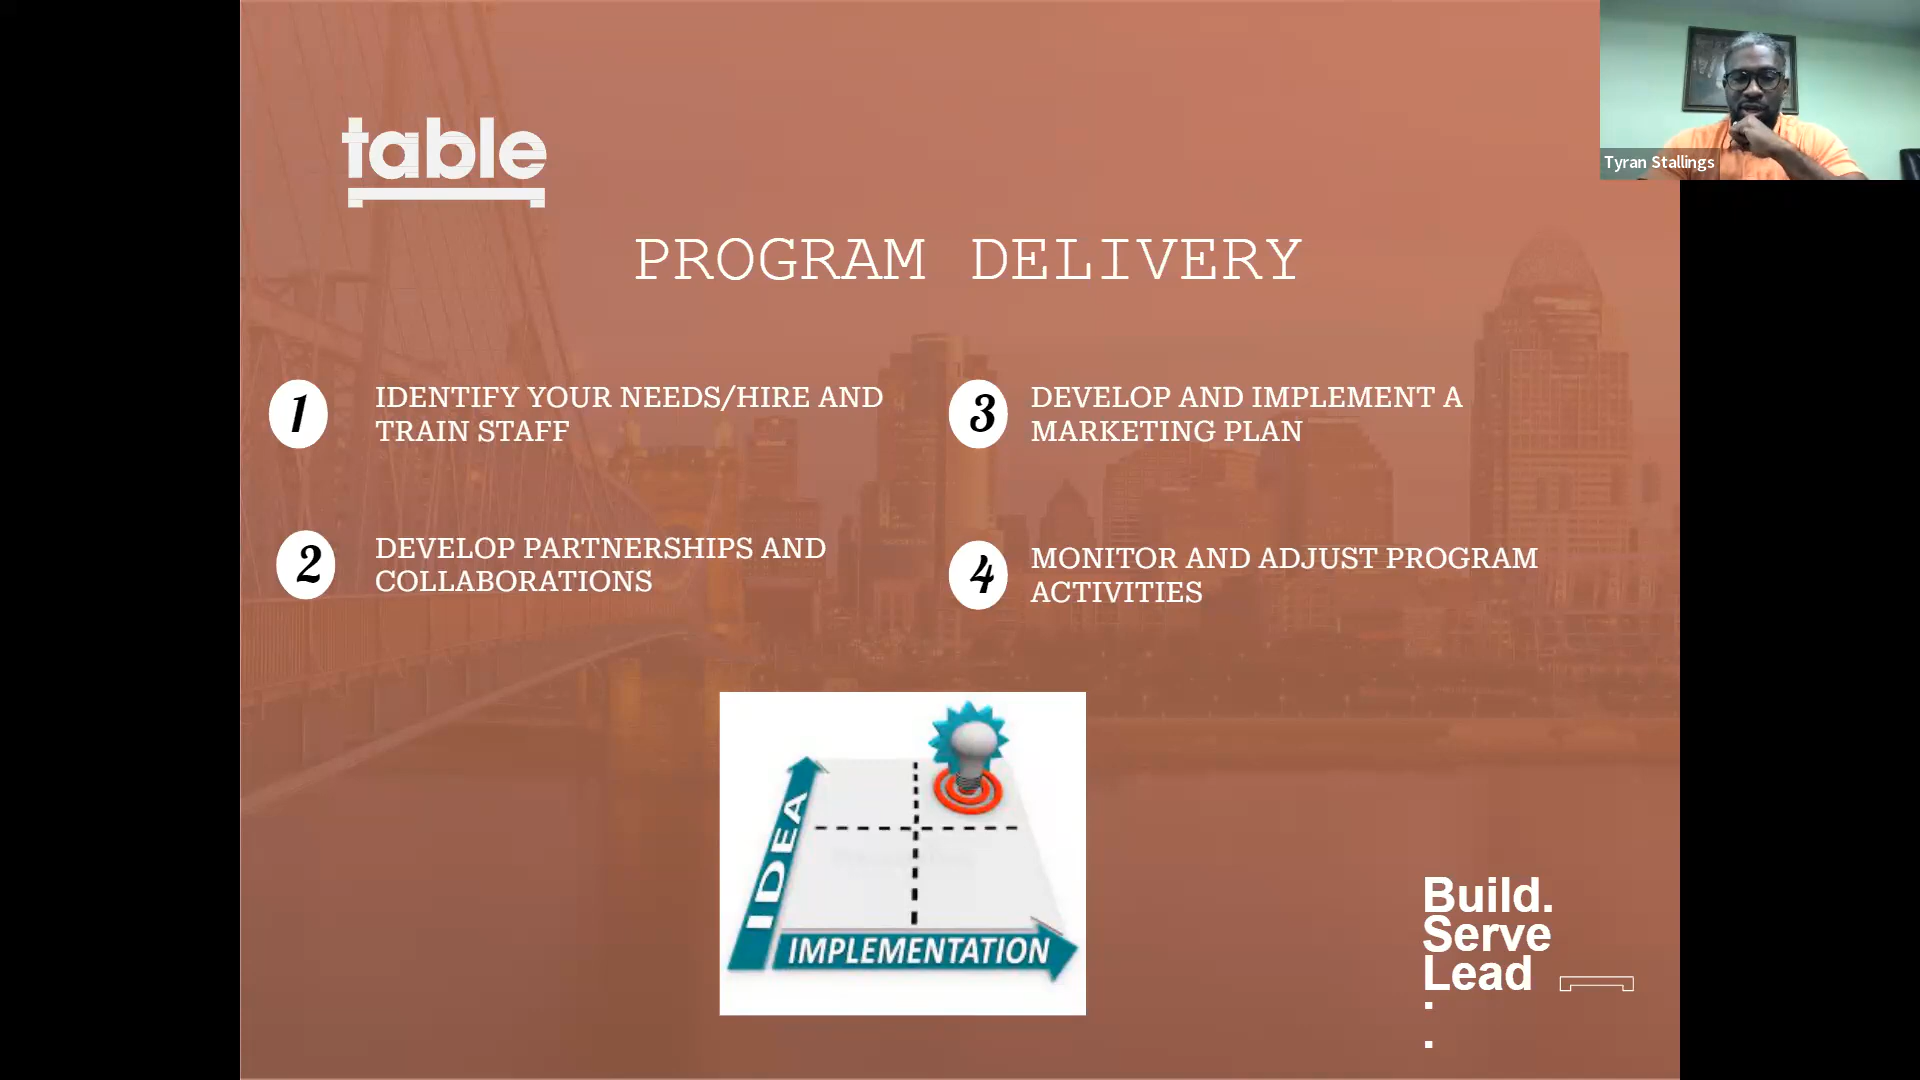 table
Tyran Stallings
PROGRAM DELIVERY
1
IDENTIFY YOUR NEEDS/HIRE AND
TRAIN STAFF
2
DEVELOP PARTNERSHIPS AND
COLLABORATIONS
3
DEVELOP AND IMPLEMENT A
MARKETING PLAN
4
MONITOR AND ADJUST PROGRAM
ACTIVITIES
IDEA
IMPLEMENTATION
Build.
Serve
Lead
.
.